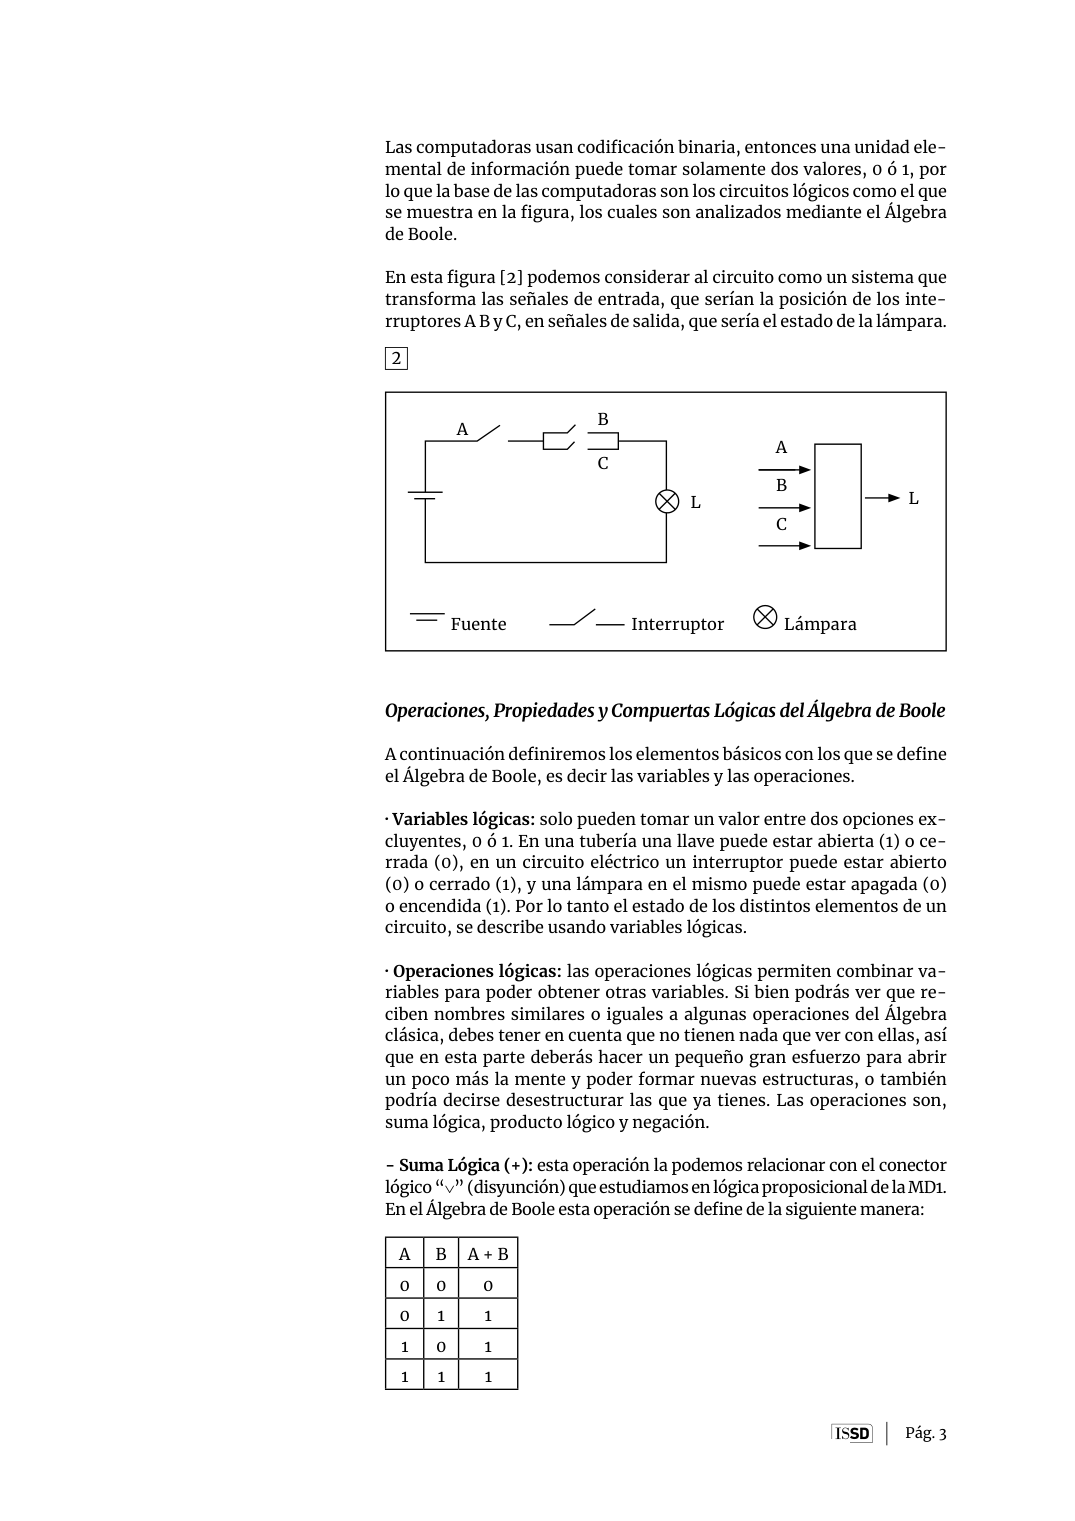 Las computadoras usan codificación binaria, entonces una unidad ele-
mental de información puede tomar solamente dos valores, 0 ó 1, por
lo que la base de las computadoras son los circuitos lógicos como el que
se muestra en la figura, los cuales son analizados mediante el Álgebra
de Boole.
En esta figura [2] podemos considerar al circuito como un sistema que
transforma las señales de entrada, que serían la posición de los inte-
rruptores A B y C, en señales de salida, que sería el estado de la lámpara.
2
A
B
C
L
A
B
C
L
Fuente
Interruptor
Lámpara
Operaciones, Propiedades y Compuertas Lógicas del Álgebra de Boole
A continuación definiremos los elementos básicos con los que se define
el Álgebra de Boole, es decir las variables y las operaciones.
· Variables lógicas: solo pueden tomar un valor entre dos opciones ex-
cluyentes, 0 ó 1. En una tubería una llave puede estar abierta (1) o ce-
rrada (0), en un circuito eléctrico un interruptor puede estar abierto
(0) o cerrado (1), y una lámpara en el mismo puede estar apagada (0)
o encendida (1). Por lo tanto el estado de los distintos elementos de un
circuito, se describe usando variables lógicas.
· Operaciones lógicas: las operaciones lógicas permiten combinar va-
riables para poder obtener otras variables. Si bien podrás ver que re-
ciben nombres similares o iguales a algunas operaciones del Álgebra
clásica, debes tener en cuenta que no tienen nada que ver con ellas, así
que en esta parte deberás hacer un pequeño gran esfuerzo para abrir
un poco más la mente y poder formar nuevas estructuras, o también
podría decirse desestructurar las que ya tienes. Las operaciones son,
suma lógica, producto lógico y negación.
- Suma Lógica (+): esta operación la podemos relacionar con el conector
lógico “∨” (disyunción) que estudiamos en lógica proposicional de la MD1.
En el Álgebra de Boole esta operación se define de la siguiente manera:
A B A + B
0 0 0
0 1 1
1 0 1
1 1 1
ISSD Pág. 3